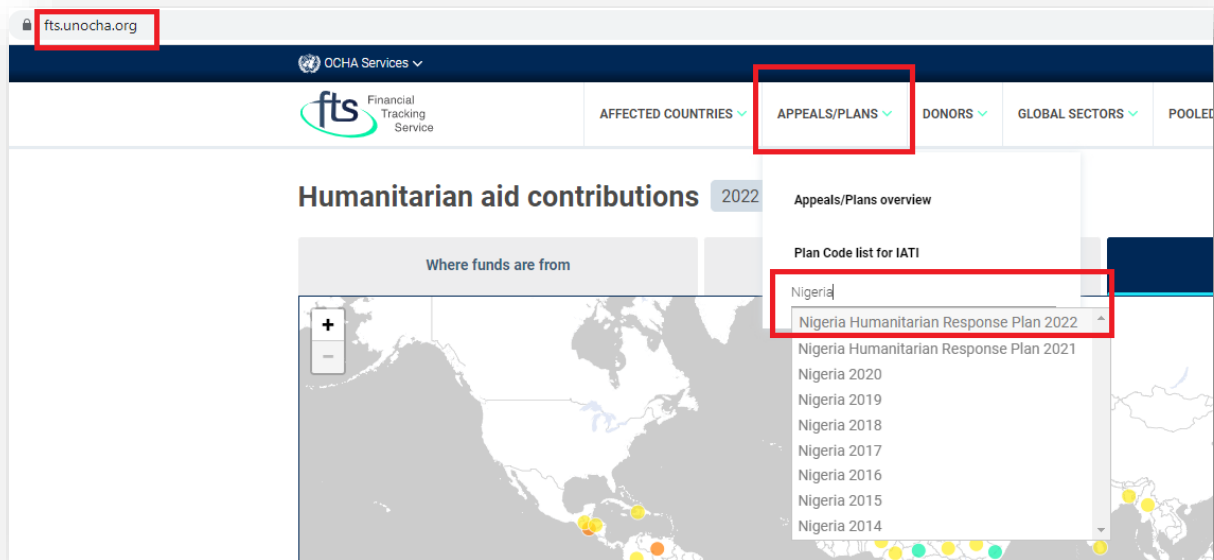 fts.unocha.org
OCHA Services
fts Financial
Tracking
Service
AFFECTED COUNTRIES
APPEALS/PLANS
DONORS
GLOBAL SECTORS
POOLED
Humanitarian aid contributions 2022
Appeals/Plans overview
Plan Code list for IATI
Where funds are from
Nigeria
+
−
Nigeria Humanitarian Response Plan 2022
Nigeria Humanitarian Response Plan 2021
Nigeria 2020
Nigeria 2019
Nigeria 2018
Nigeria 2017
Nigeria 2016
Nigeria 2015
Nigeria 2014